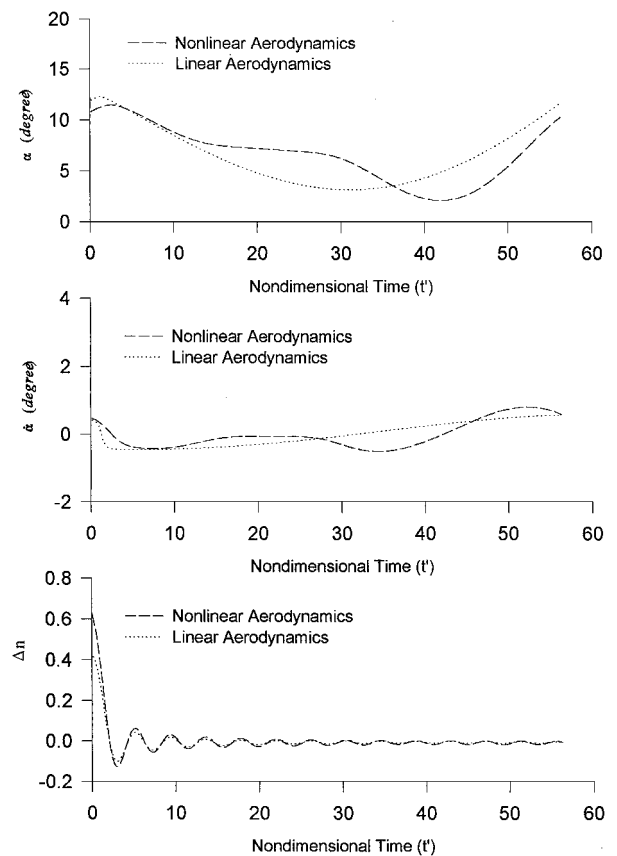 20
Nonlinear Aerodynamics
Linear Aerodynamics
15
10
5
0
α (degree)
0 10 20 30 40 50 60
Nondimensional Time (t')
4
Nonlinear Aerodynamics
Linear Aerodynamics
2
0
-2
α̇ (degree)
0 10 20 30 40 50 60
Nondimensional Time (t')
0.8
Nonlinear Aerodynamics
Linear Aerodynamics
0.6
0.4
0.2
0.0
-0.2
Δn
0 10 20 30 40 50 60
Nondimensional Time (t')